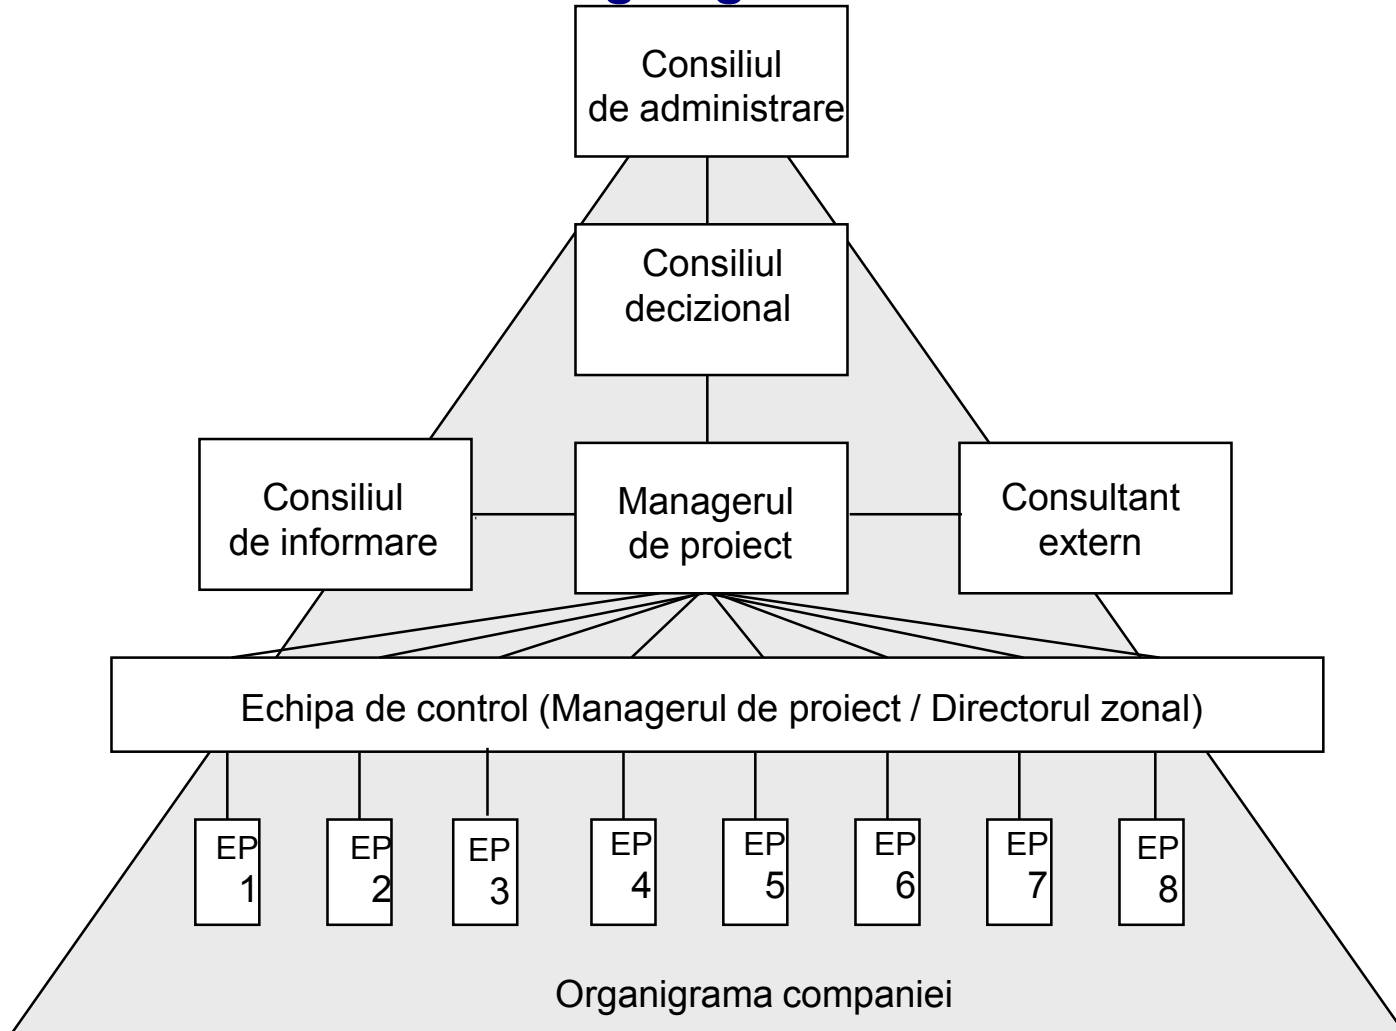 Consiliul
de administrare
Consiliul
decizional
Consiliul
de informare
Managerul
de proiect
Consultant
extern
Echipa de control (Managerul de proiect / Directorul zonal)
EP
1
EP
2
EP
3
EP
4
EP
5
EP
6
EP
7
EP
8
Organigrama companiei